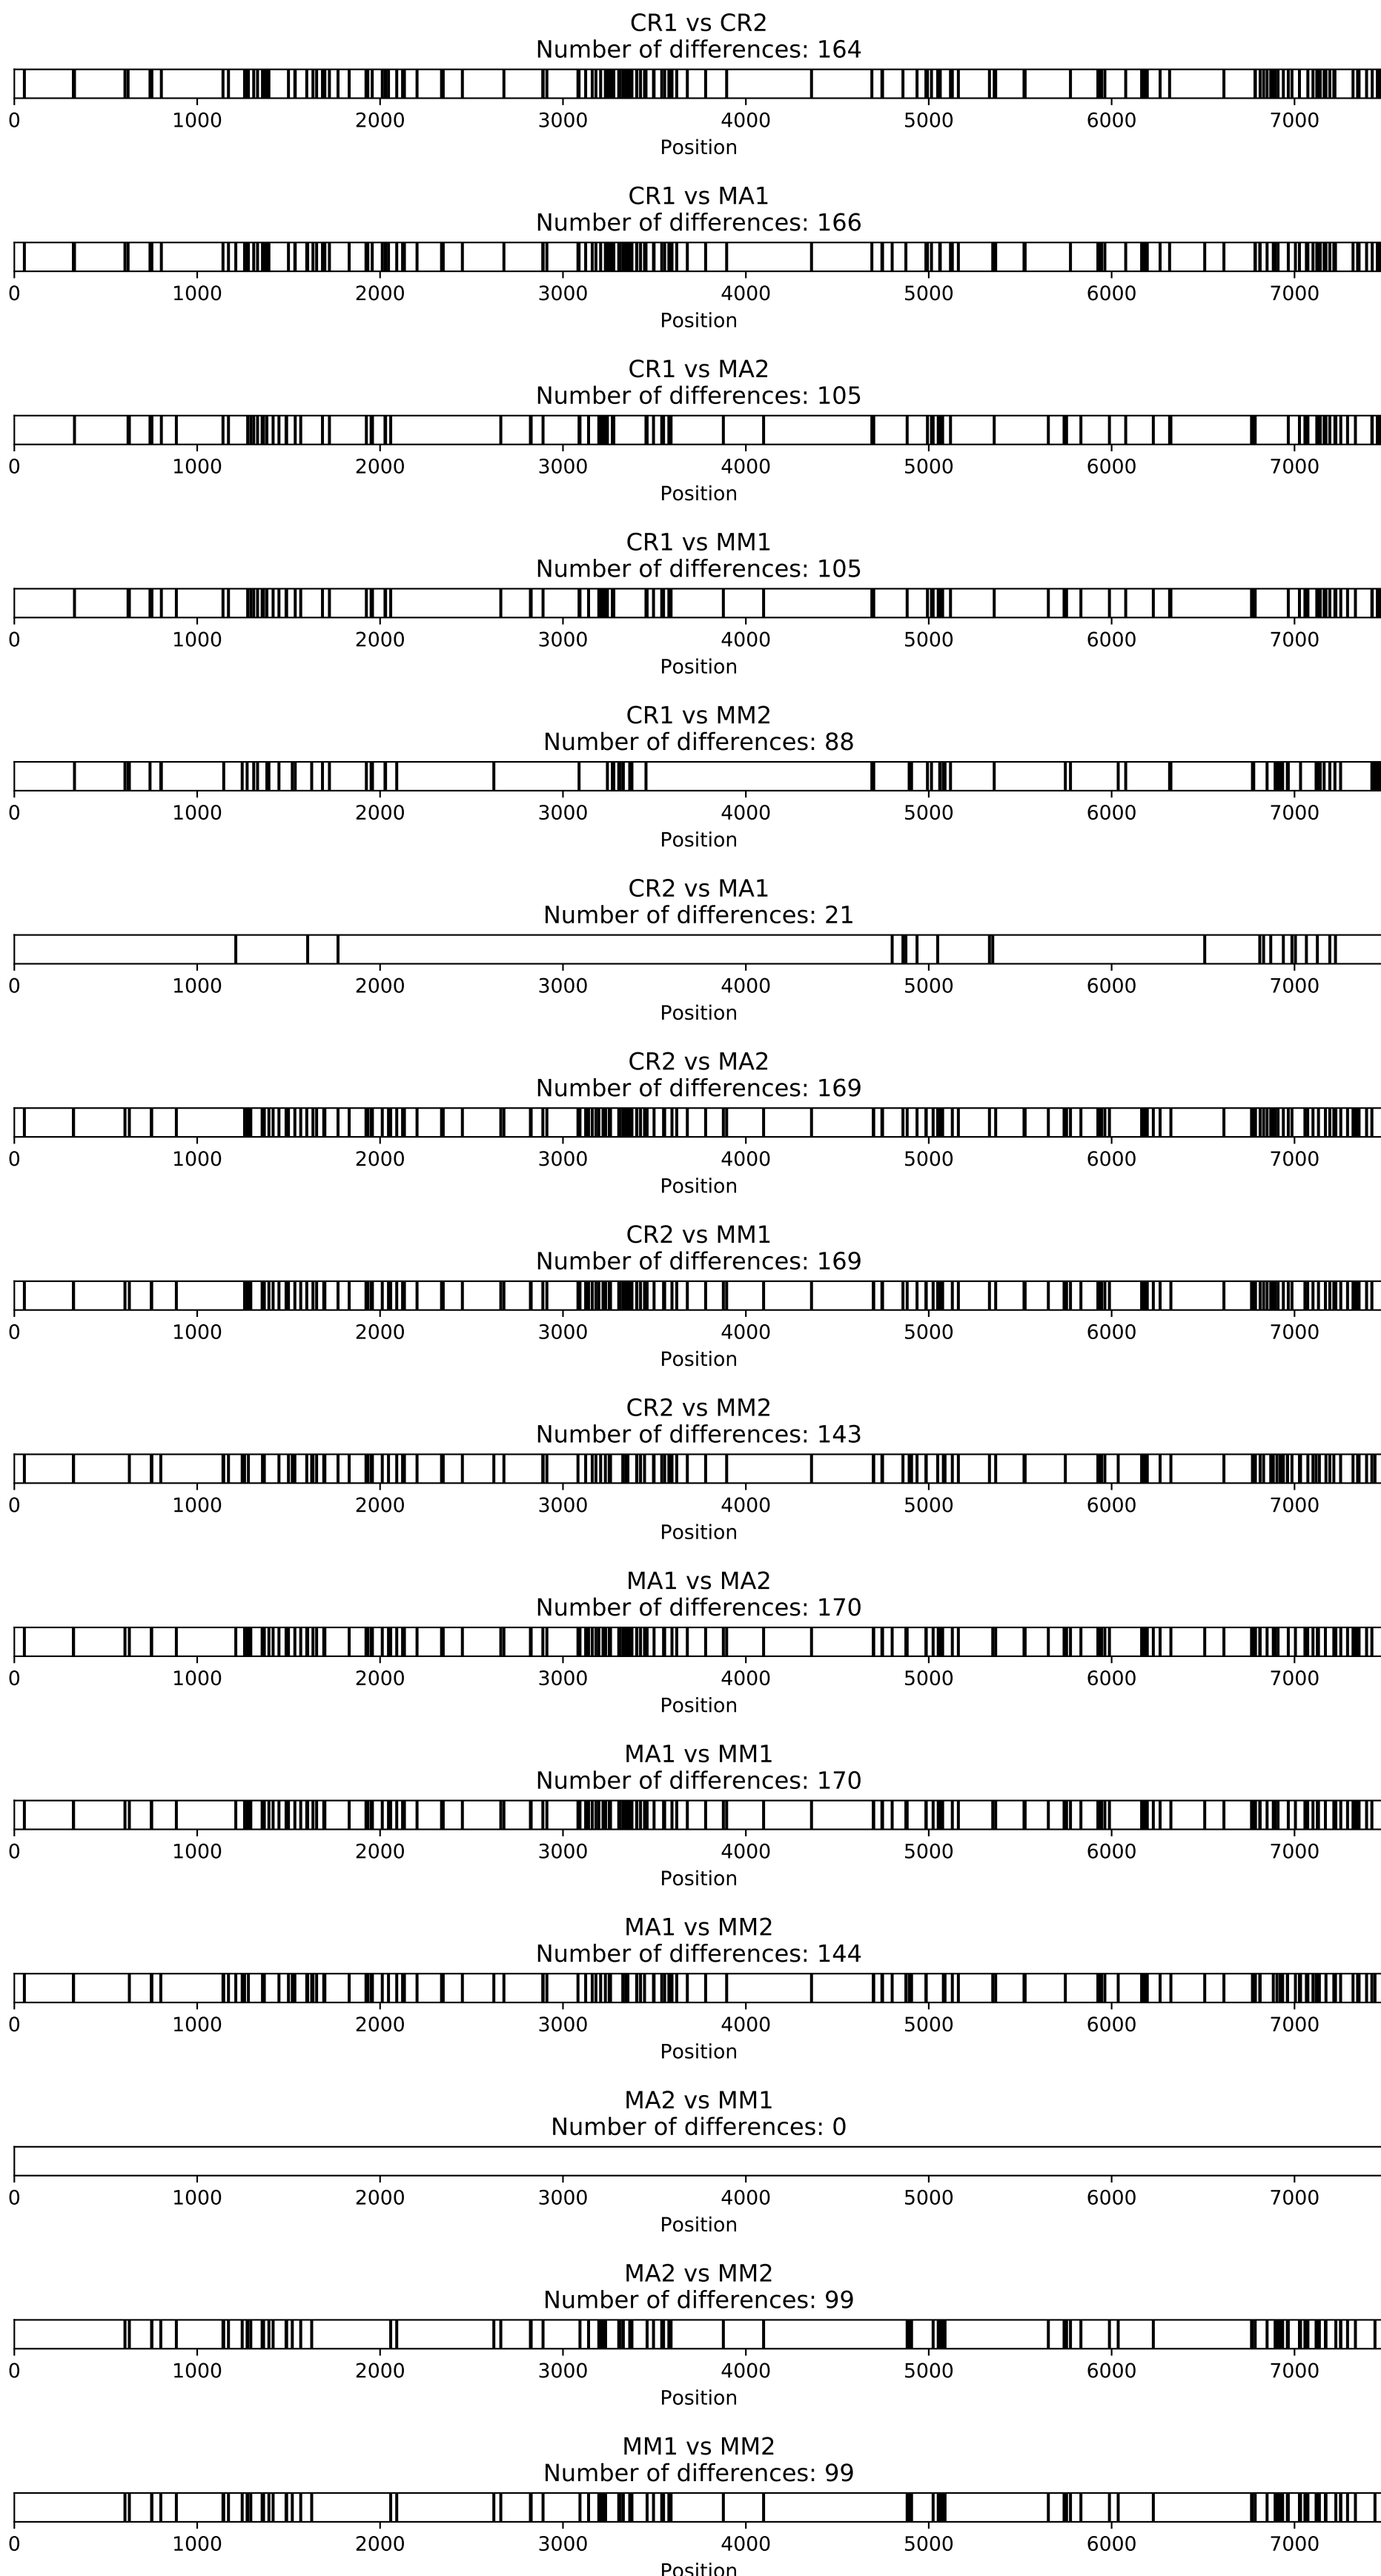 CR1 vs CR2
Number of differences: 164
0 1000 2000 3000 4000 5000 6000 7000
Position
CR1 vs MA1
Number of differences: 166
0 1000 2000 3000 4000 5000 6000 7000
Position
CR1 vs MA2
Number of differences: 105
0 1000 2000 3000 4000 5000 6000 7000
Position
CR1 vs MM1
Number of differences: 105
0 1000 2000 3000 4000 5000 6000 7000
Position
CR1 vs MM2
Number of differences: 88
0 1000 2000 3000 4000 5000 6000 7000
Position
CR2 vs MA1
Number of differences: 21
0 1000 2000 3000 4000 5000 6000 7000
Position
CR2 vs MA2
Number of differences: 169
0 1000 2000 3000 4000 5000 6000 7000
Position
CR2 vs MM1
Number of differences: 169
0 1000 2000 3000 4000 5000 6000 7000
Position
CR2 vs MM2
Number of differences: 143
0 1000 2000 3000 4000 5000 6000 7000
Position
MA1 vs MA2
Number of differences: 170
0 1000 2000 3000 4000 5000 6000 7000
Position
MA1 vs MM1
Number of differences: 170
0 1000 2000 3000 4000 5000 6000 7000
Position
MA1 vs MM2
Number of differences: 144
0 1000 2000 3000 4000 5000 6000 7000
Position
MA2 vs MM1
Number of differences: 0
0 1000 2000 3000 4000 5000 6000 7000
Position
MA2 vs MM2
Number of differences: 99
0 1000 2000 3000 4000 5000 6000 7000
Position
MM1 vs MM2
Number of differences: 99
0 1000 2000 3000 4000 5000 6000 7000
Position